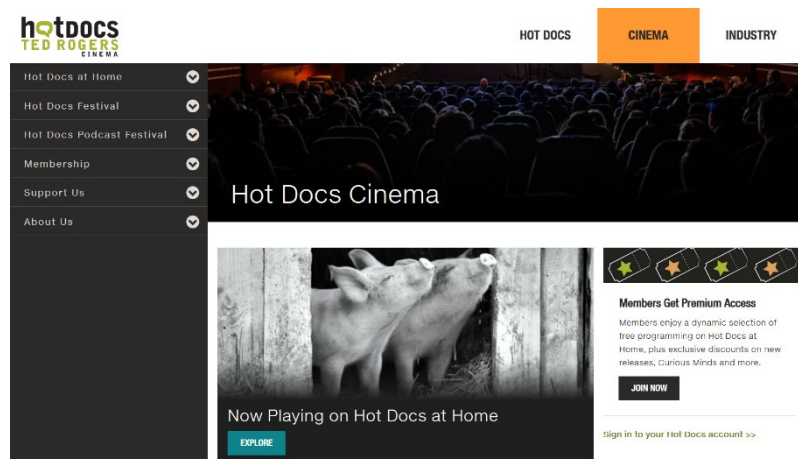 hotDOCS
TED ROGERS
CINEMA
HOT DOCS
CINEMA
INDUSTRY
Hot Docs at Home
Hot Docs Festival
Hot Docs Podcast Festival
Membership
Support Us
About Us
Hot Docs Cinema
Now Playing on Hot Docs at Home
EXPLORE
Members Get Premium Access
Members enjoy a dynamic selection of
free programming on Hot Docs at
Home, plus exclusive discounts on new
releases, Curious Minds and more.
JOIN NOW
Sign in to your Hot Docs account >>